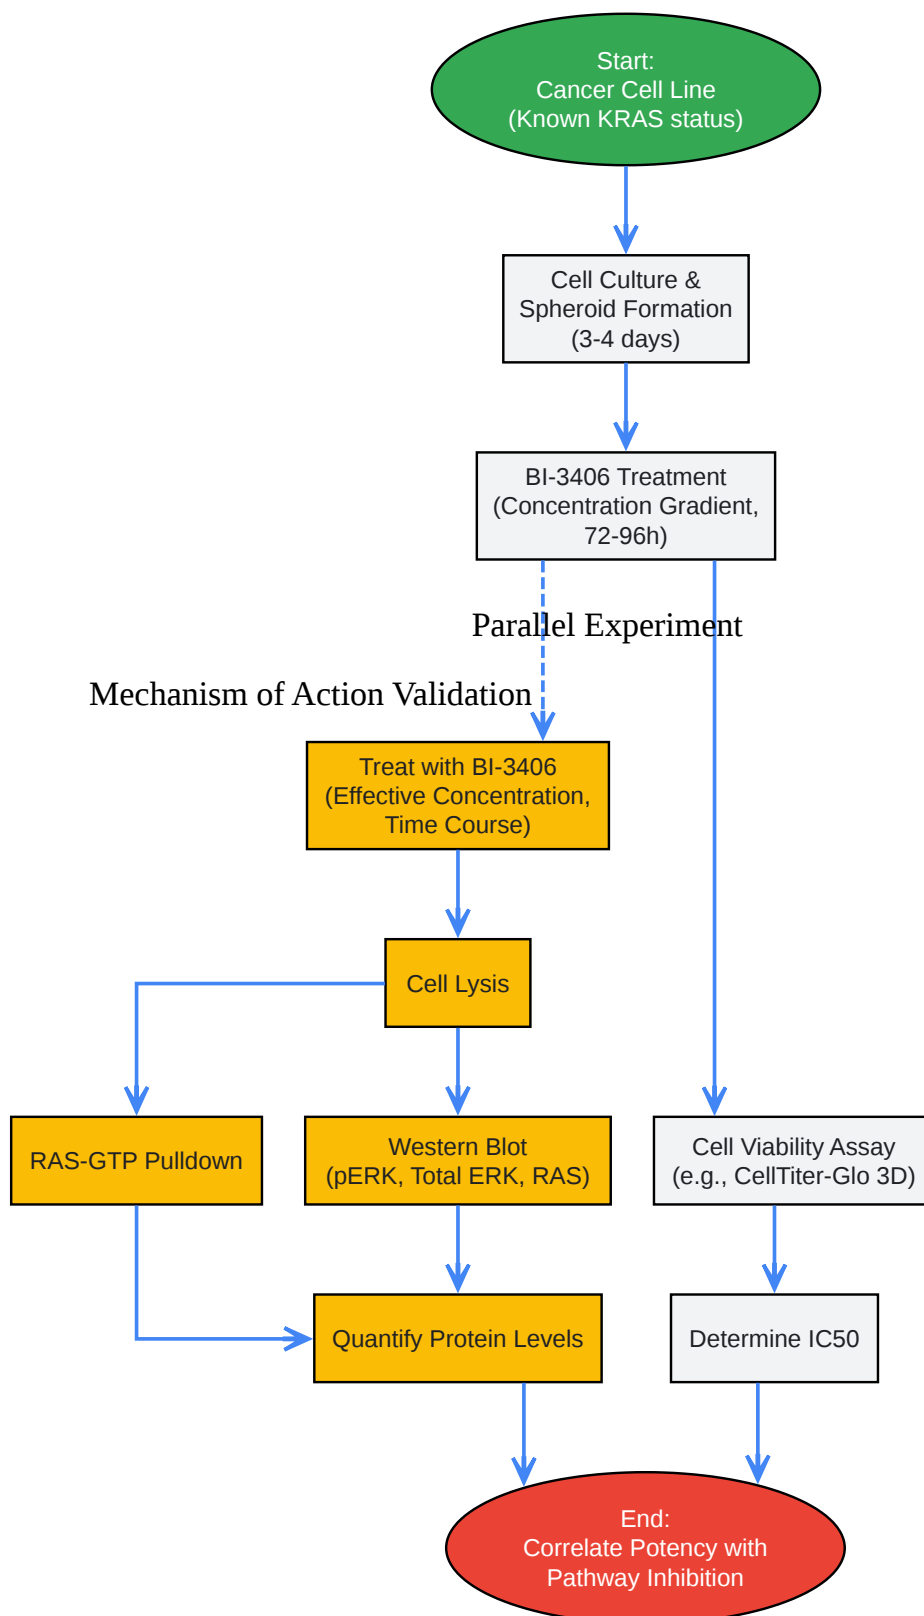 Start:
Cancer Cell Line
(Known KRAS status)
Cell Culture &
Spheroid Formation
(3-4 days)
BI-3406 Treatment
(Concentration Gradient,
72-96h)
Parallel Experiment
Mechanism of Action Validation
Treat with BI-3406
(Effective Concentration,
Time Course)
Cell Lysis
RAS-GTP Pulldown
Western Blot
(pERK, Total ERK, RAS)
Cell Viability Assay
(e.g., CellTiter-Glo 3D)
Quantify Protein Levels
Determine IC50
End:
Correlate Potency with
Pathway Inhibition